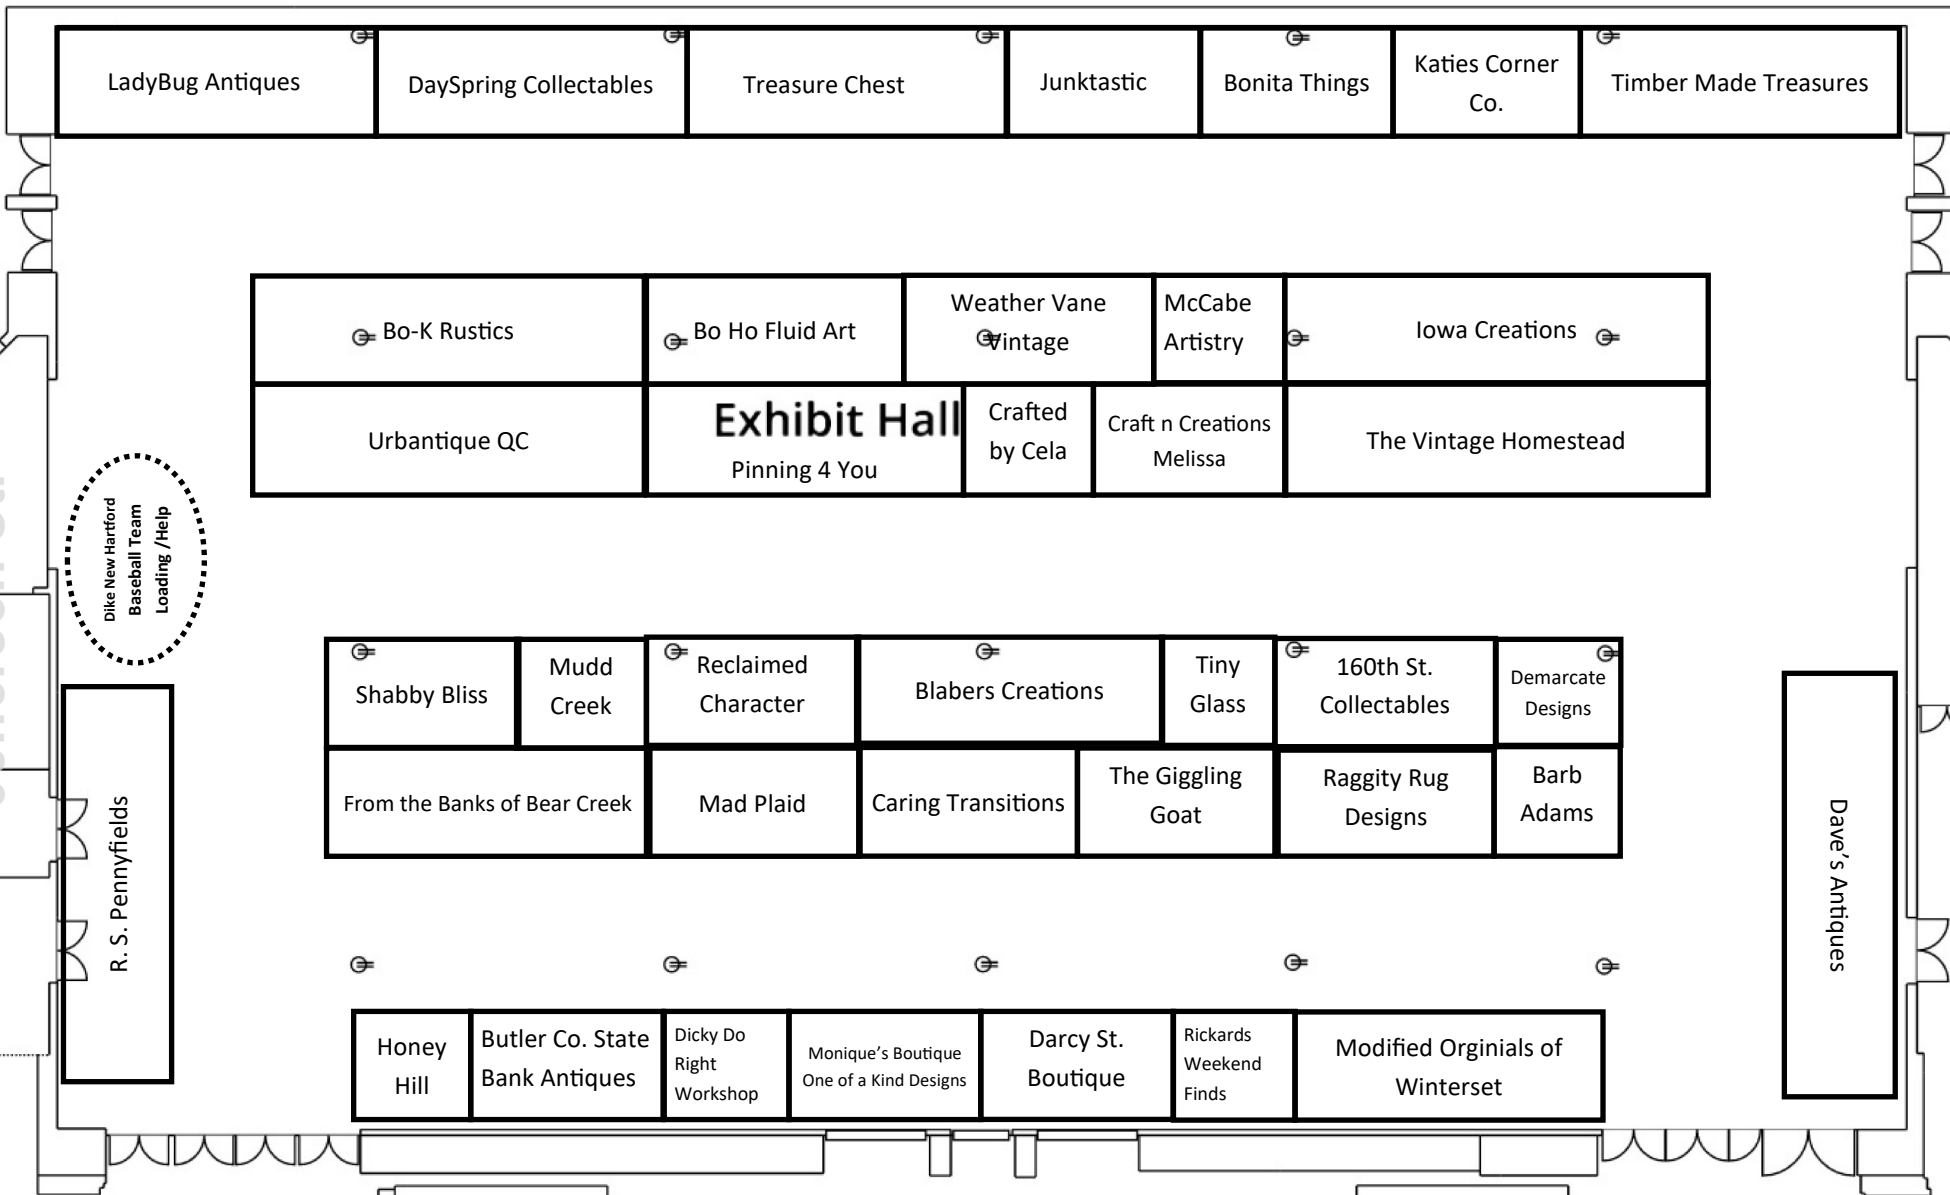 LadyBug Antiques
DaySpring Collectables
Treasure Chest
Junktastic
Bonita Things
Katies Corner
Co.
Timber Made Treasures
Bo-K Rustics
Bo Ho Fluid Art
Weather Vane
Vintage
McCabe
Artistry
Iowa Creations
Urbantique QC
Exhibit Hall
Pinning 4 You
Crafted
by Cela
Craft n Creations
Melissa
The Vintage Homestead
Dike New Hartford
Baseball Team
Loading /Help
Shabby Bliss
Mudd
Creek
Reclaimed
Character
Blabers Creations
Tiny
Glass
160th St.
Collectables
Demarcate
Designs
From the Banks of Bear Creek
Mad Plaid
Caring Transitions
The Giggling
Goat
Raggity Rug
Designs
Barb
Adams
R. S. Pennyfields
Dave's Antiques
Honey
Hill
Butler Co. State
Bank Antiques
Dicky Do
Right
Workshop
Monique's Boutique
One of a Kind Designs
Darcy St.
Boutique
Rickards
Weekend
Finds
Modified Orginials of
Winterset